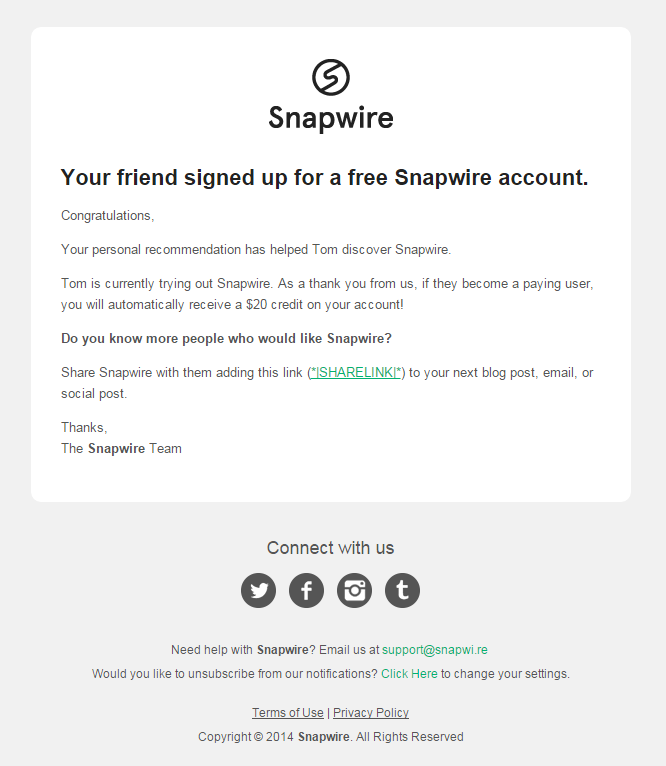 Snapwire
Your friend signed up for a free Snapwire account.
Congratulations,
Your personal recommendation has helped Tom discover Snapwire.
Tom is currently trying out Snapwire. As a thank you from us, if they become a paying user,
you will automatically receive a $20 credit on your account!
Do you know more people who would like Snapwire?
Share Snapwire with them adding this link (*|SHARELINK|*) to your next blog post, email, or
social post.
Thanks,
The Snapwire Team
Connect with us
Need help with Snapwire? Email us at support@snapwi.re
Would you like to unsubscribe from our notifications? Click Here to change your settings.
Terms of Use | Privacy Policy
Copyright © 2014 Snapwire. All Rights Reserved